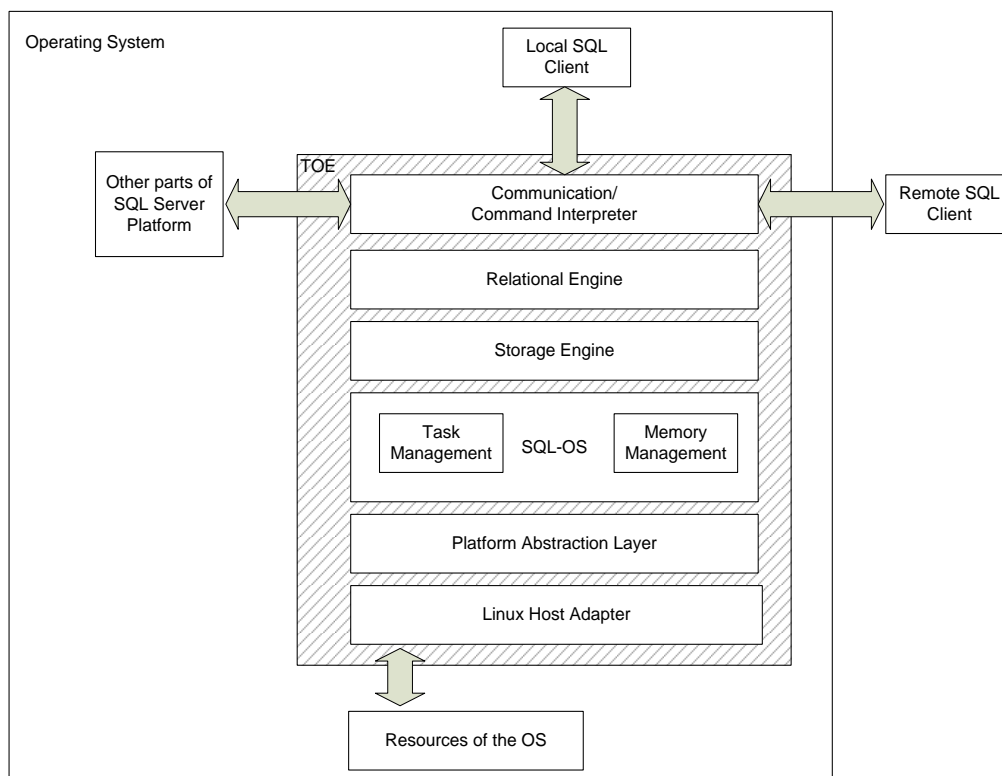 Operating System
Local SQL
Client
TOE
Other parts of
SQL Server
Platform
Communication/
Command Interpreter
Remote SQL
Client
Relational Engine
Storage Engine
Task
Management
SQL-OS
Memory
Management
Platform Abstraction Layer
Linux Host Adapter
Resources of the OS